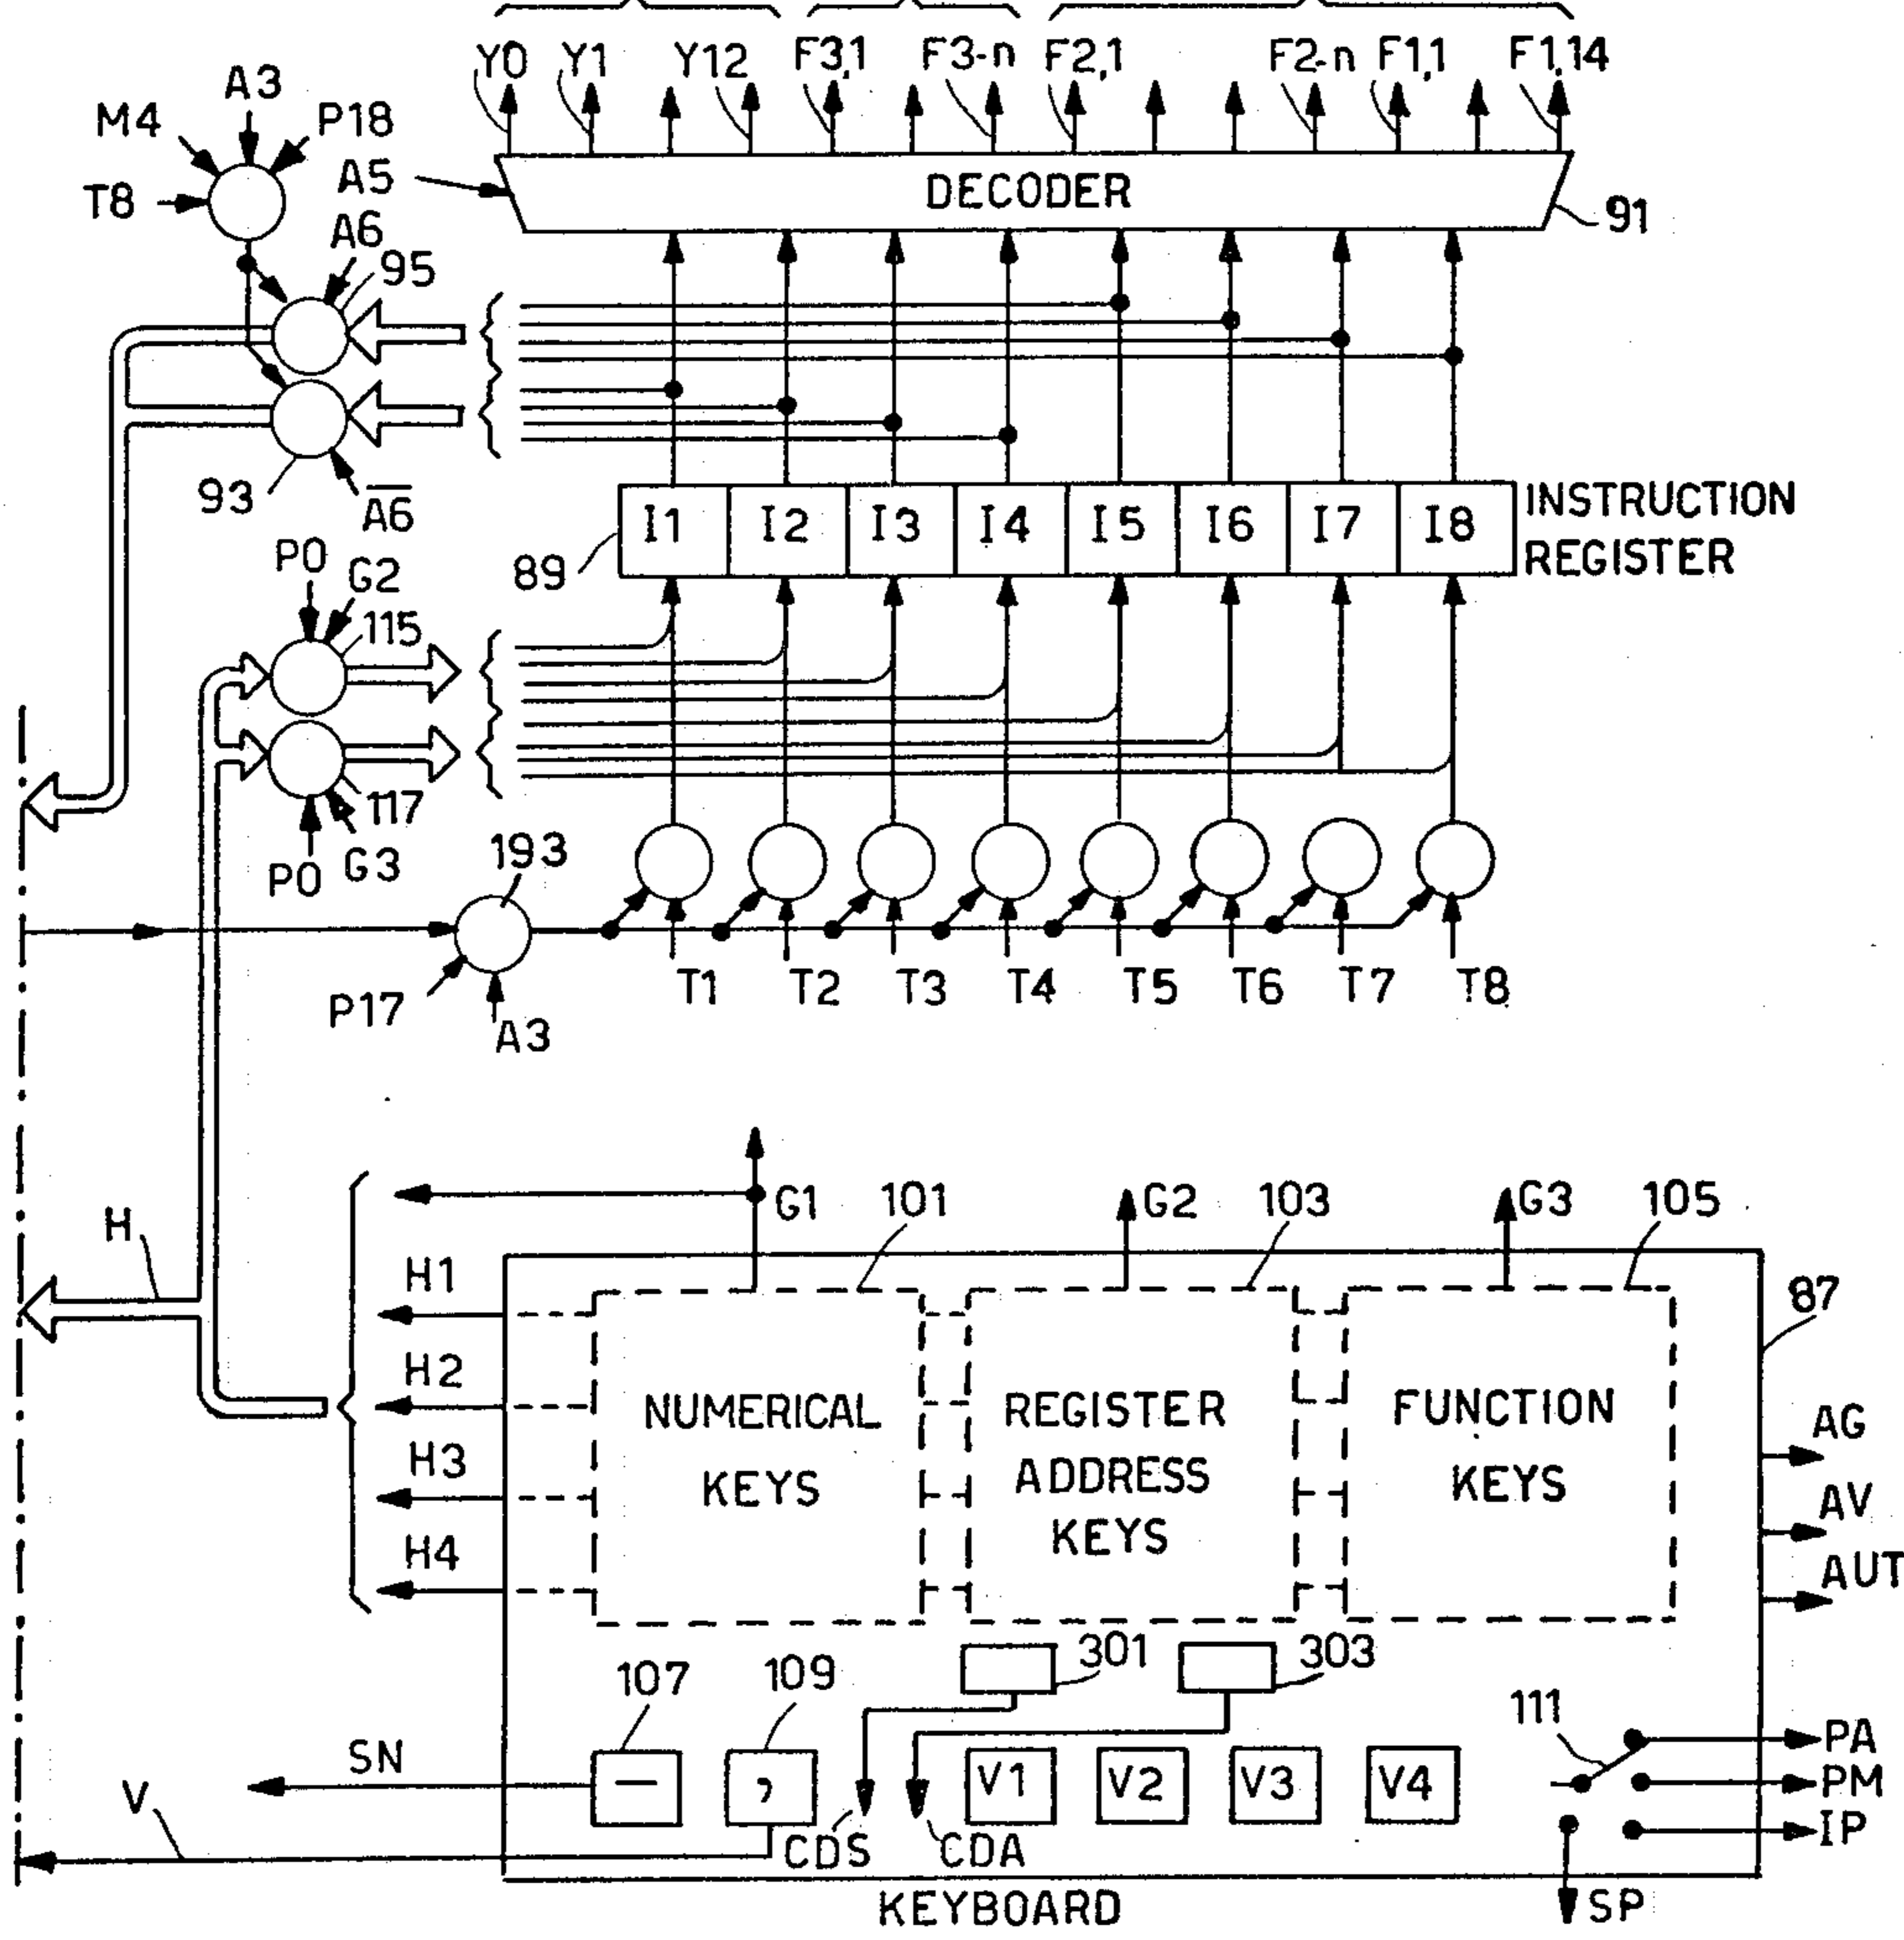 Y0 Y1 Y12 F3,1 F3-n F2,1 F2-n F1,1 F1,14
A3
M4 P18
T8 A5 DECODER 91
A6
95
93 A̅6̅
I1 I2 I3 I4 I5 I6 I7 I8 INSTRUCTION
REGISTER
89
P0 G2
115
117
P0 G3
193
P17 A3
T1 T2 T3 T4 T5 T6 T7 T8
G1 101 G2 103 G3 105
H H1 87
H2 NUMERICAL REGISTER FUNCTION AG
H3 KEYS ADDRESS KEYS AV
H4 KEYS AUT
107 109 301 303 111
SN – , V1 V2 V3 V4 PA
PM
V CDS CDA IP
KEYBOARD SP